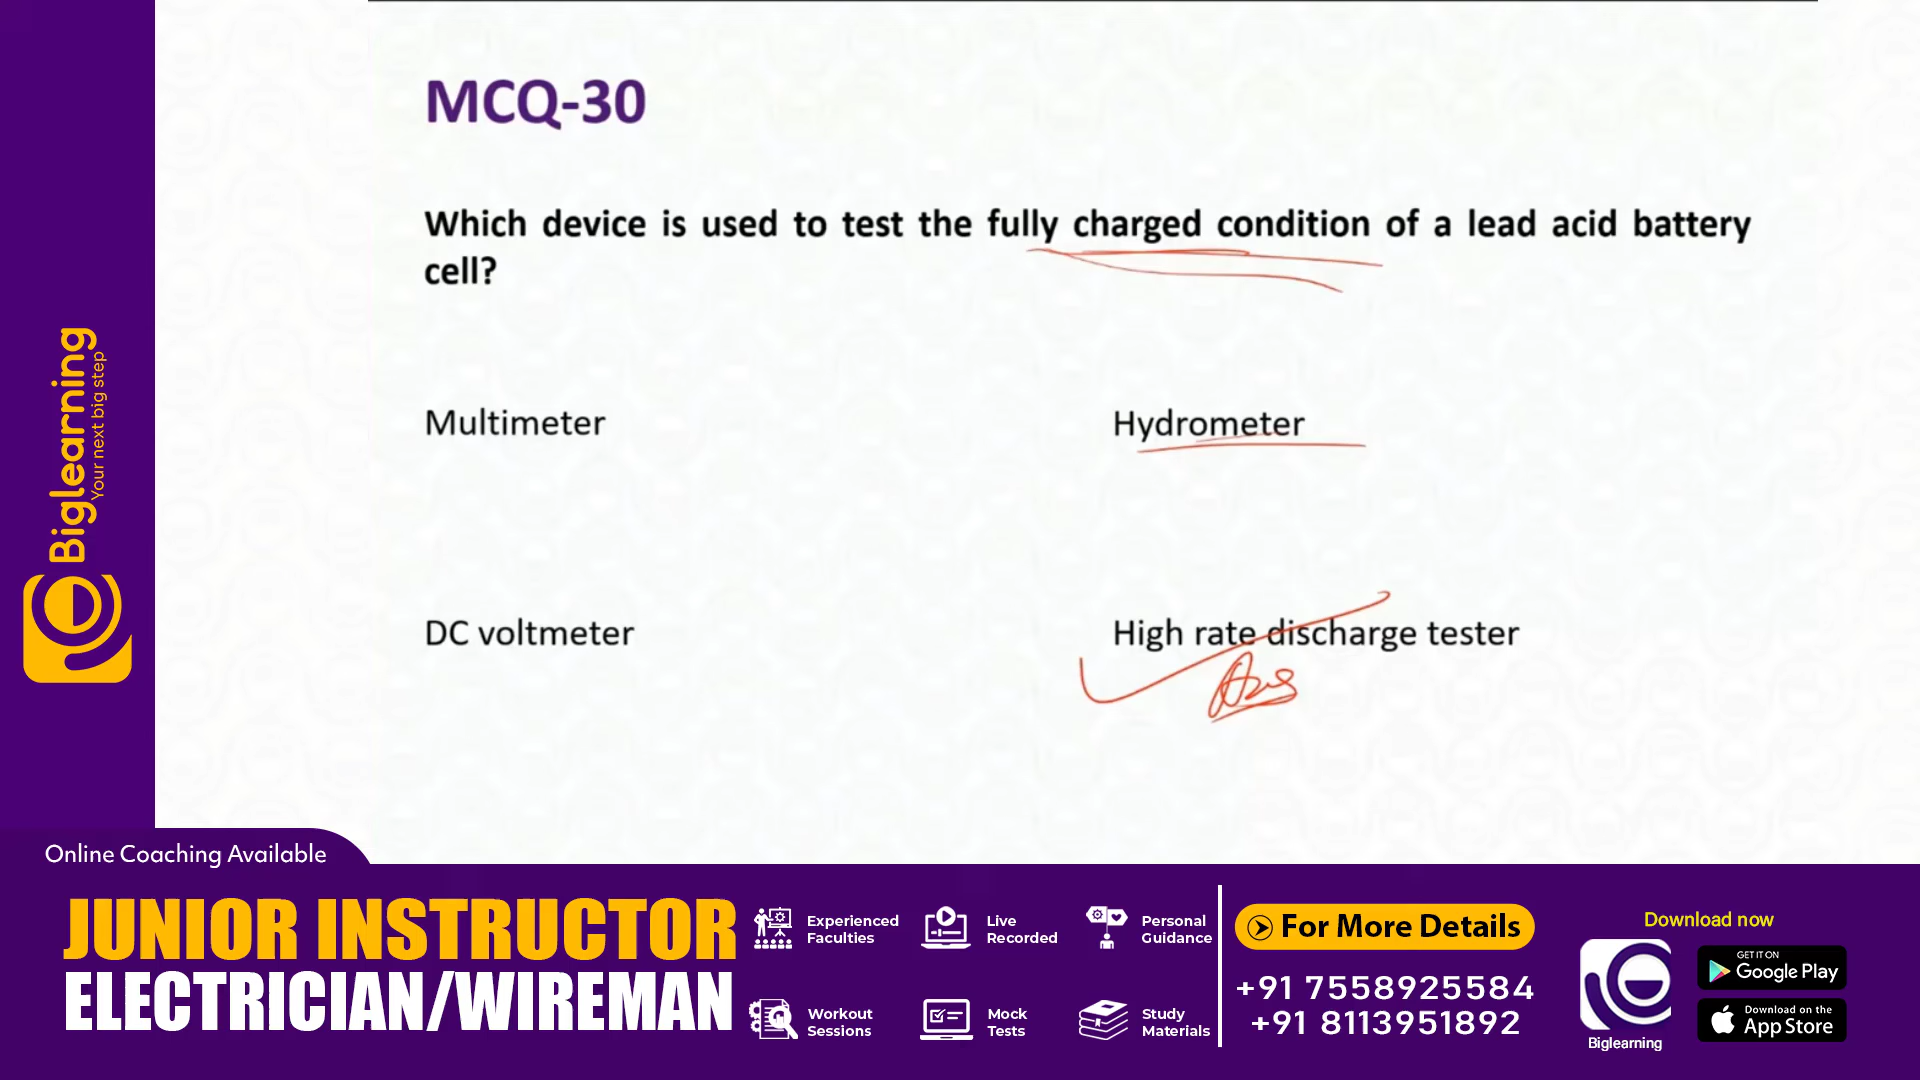 MCQ-30
Which device is used to test the fully charged condition of a lead acid battery
cell?
Multimeter
Hydrometer
DC voltmeter
High rate discharge tester
Ans
Biglearning
Your next big step
Online Coaching Available
JUNIOR INSTRUCTOR
ELECTRICIAN/WIREMAN
Experienced
Faculties
Live
Recorded
Personal
Guidance
Workout
Sessions
Mock
Tests
Study
Materials
For More Details
+91 7558925584
+91 8113951892
Download now
Biglearning
GET IT ON
Google Play
Download on the
App Store